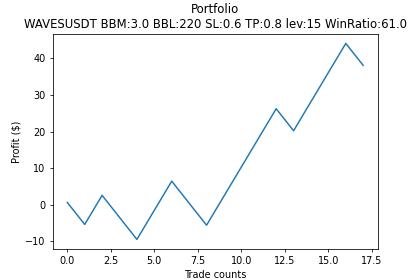 Portfolio
WAVESUSDT BBM:3.0 BBL:220 SL:0.6 TP:0.8 lev:15 WinRatio:61.0
Profit ($)
40
30
20
10
0
−10
0.0 2.5 5.0 7.5 10.0 12.5 15.0 17.5
Trade counts